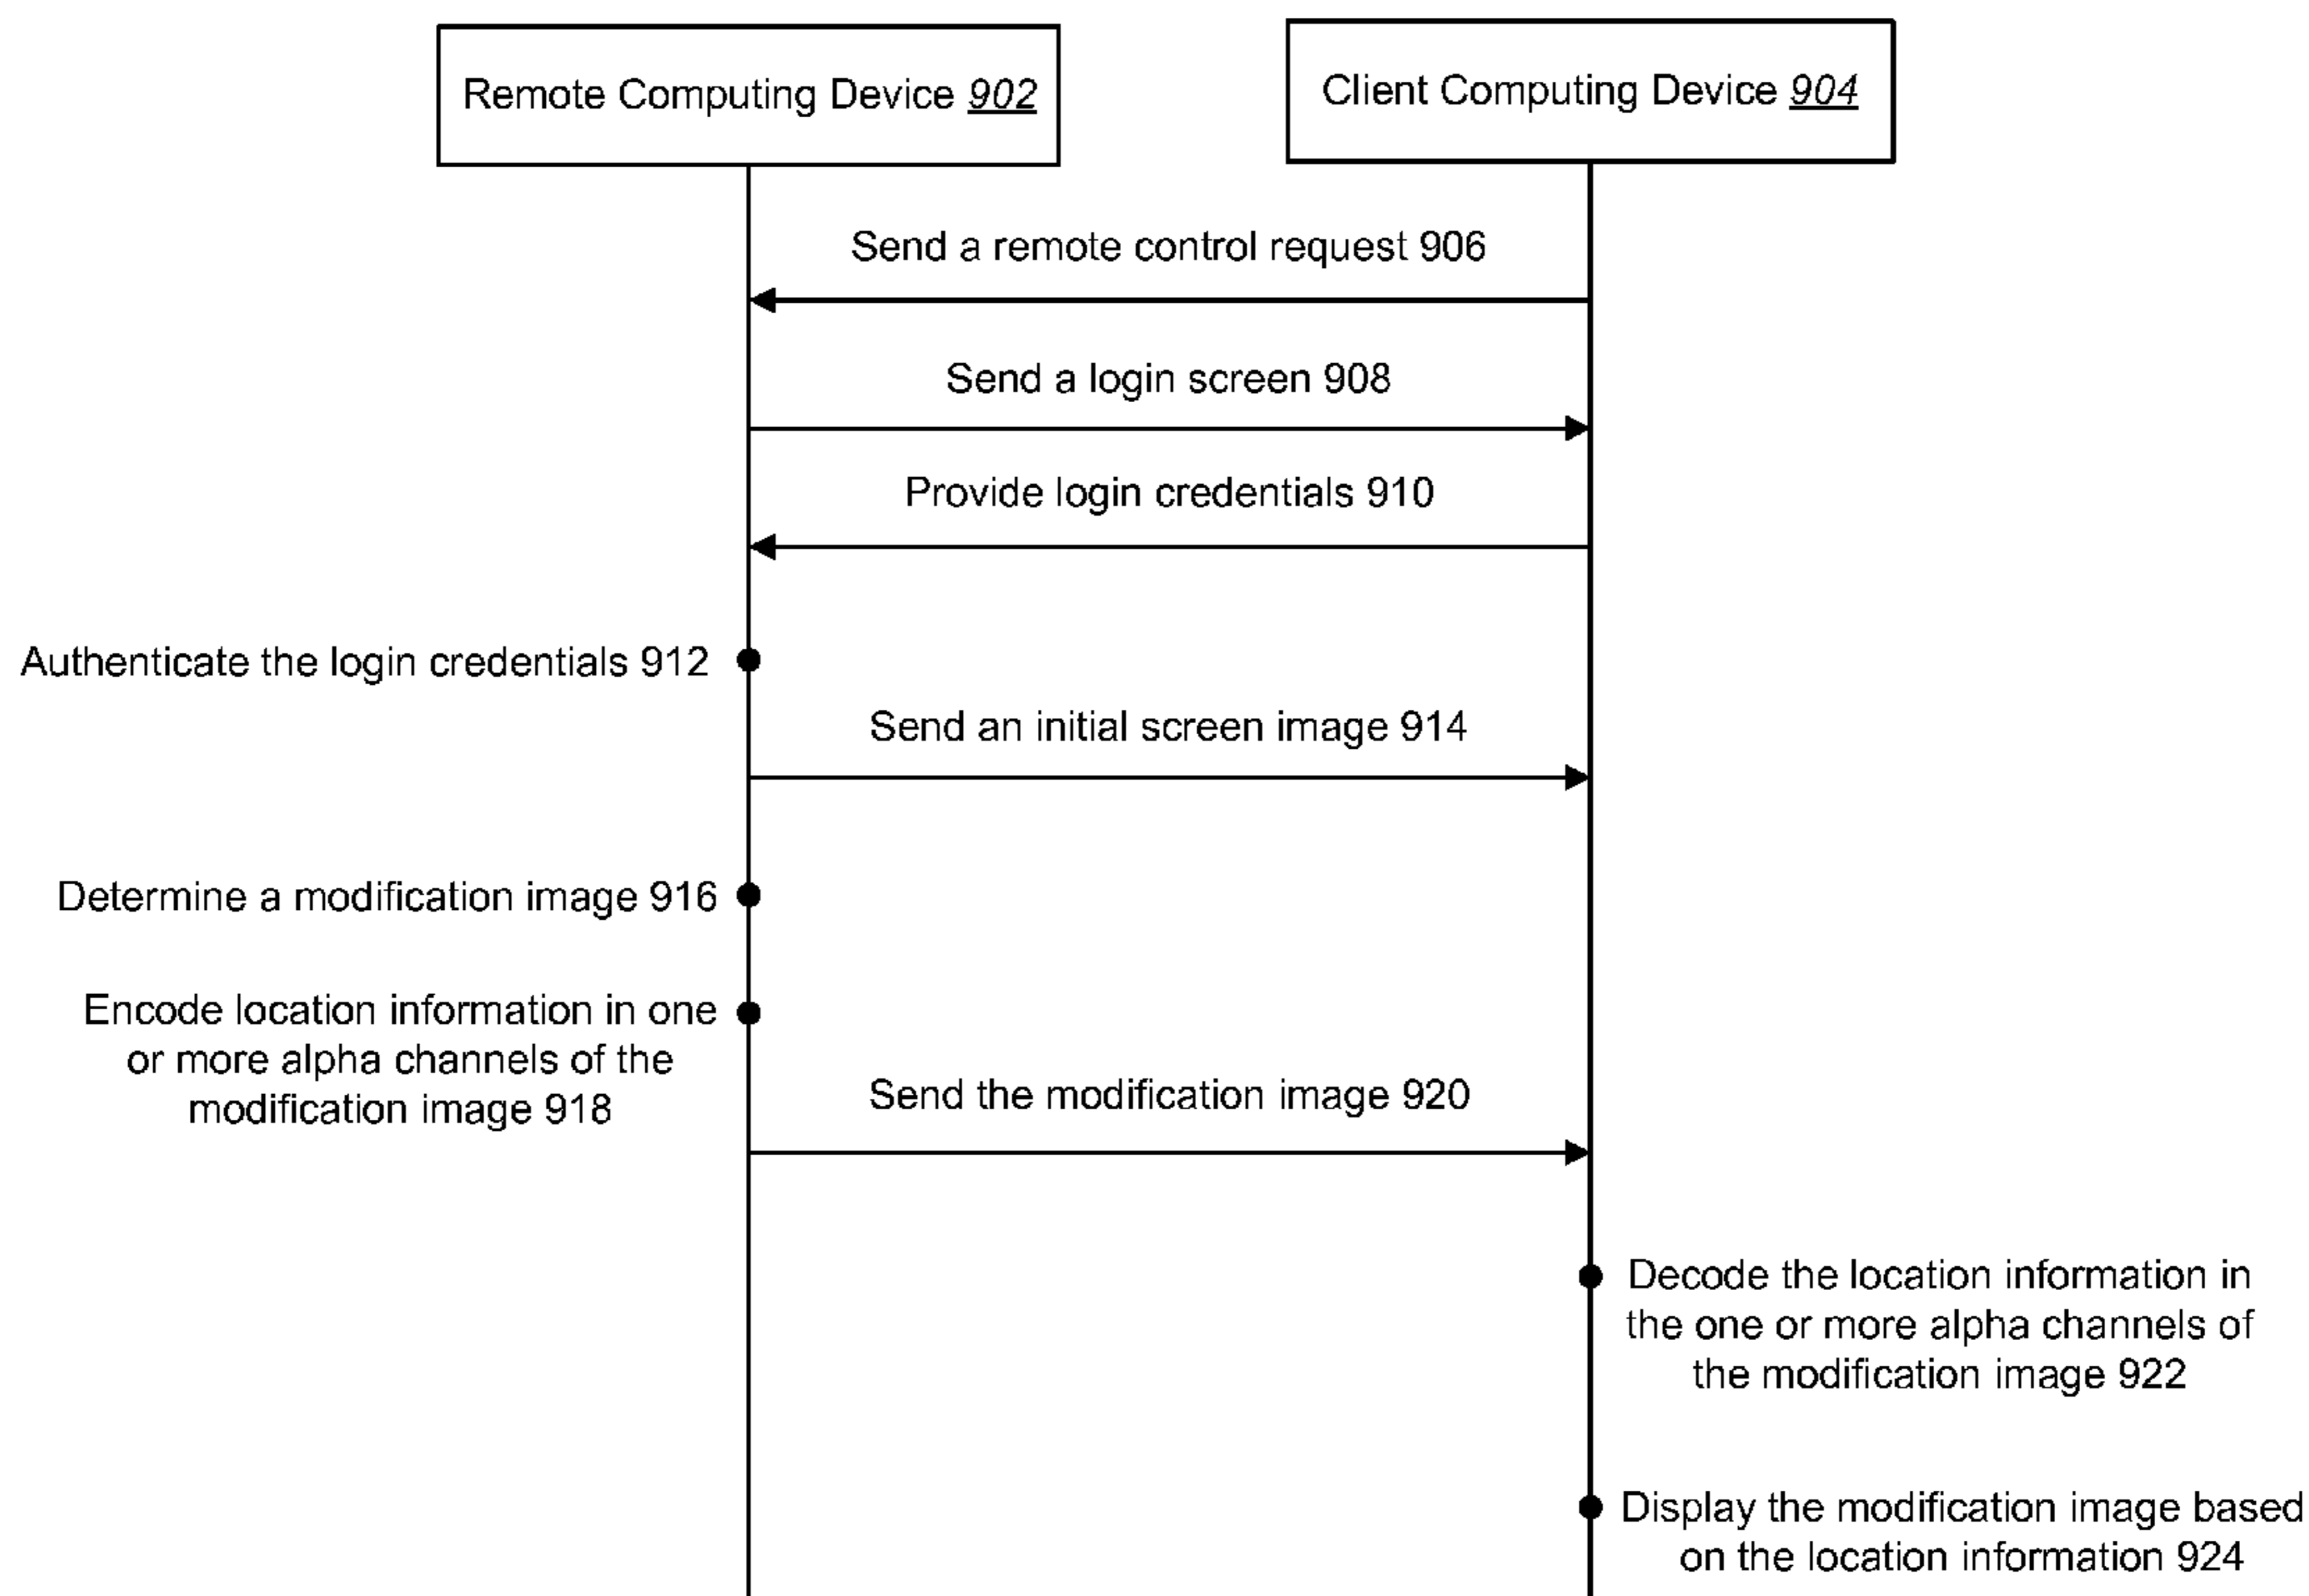 Remote Computing Device 902
Client Computing Device 904
Send a remote control request 906
Send a login screen 908
Provide login credentials 910
Authenticate the login credentials 912
Send an initial screen image 914
Determine a modification image 916
Encode location information in one
or more alpha channels of the
modification image 918
Send the modification image 920
Decode the location information in
the one or more alpha channels of
the modification image 922
Display the modification image based
on the location information 924